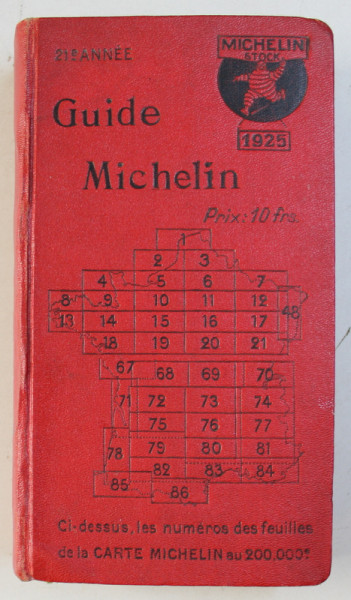 21e ANNÉE
MICHELIN
STOCK
1925
Guide
Michelin
Prix: 10 frs.
1
2 3
4 5 6 7
8 9 10 11 12 48
13 14 15 16 17
18 19 20 21
67 68 69 70
71 72 73 74
75 76 77
78 79 80 81
82 83 84
85 86
Ci-dessus, les numéros des feuilles
de la CARTE MICHELIN au 200.000e